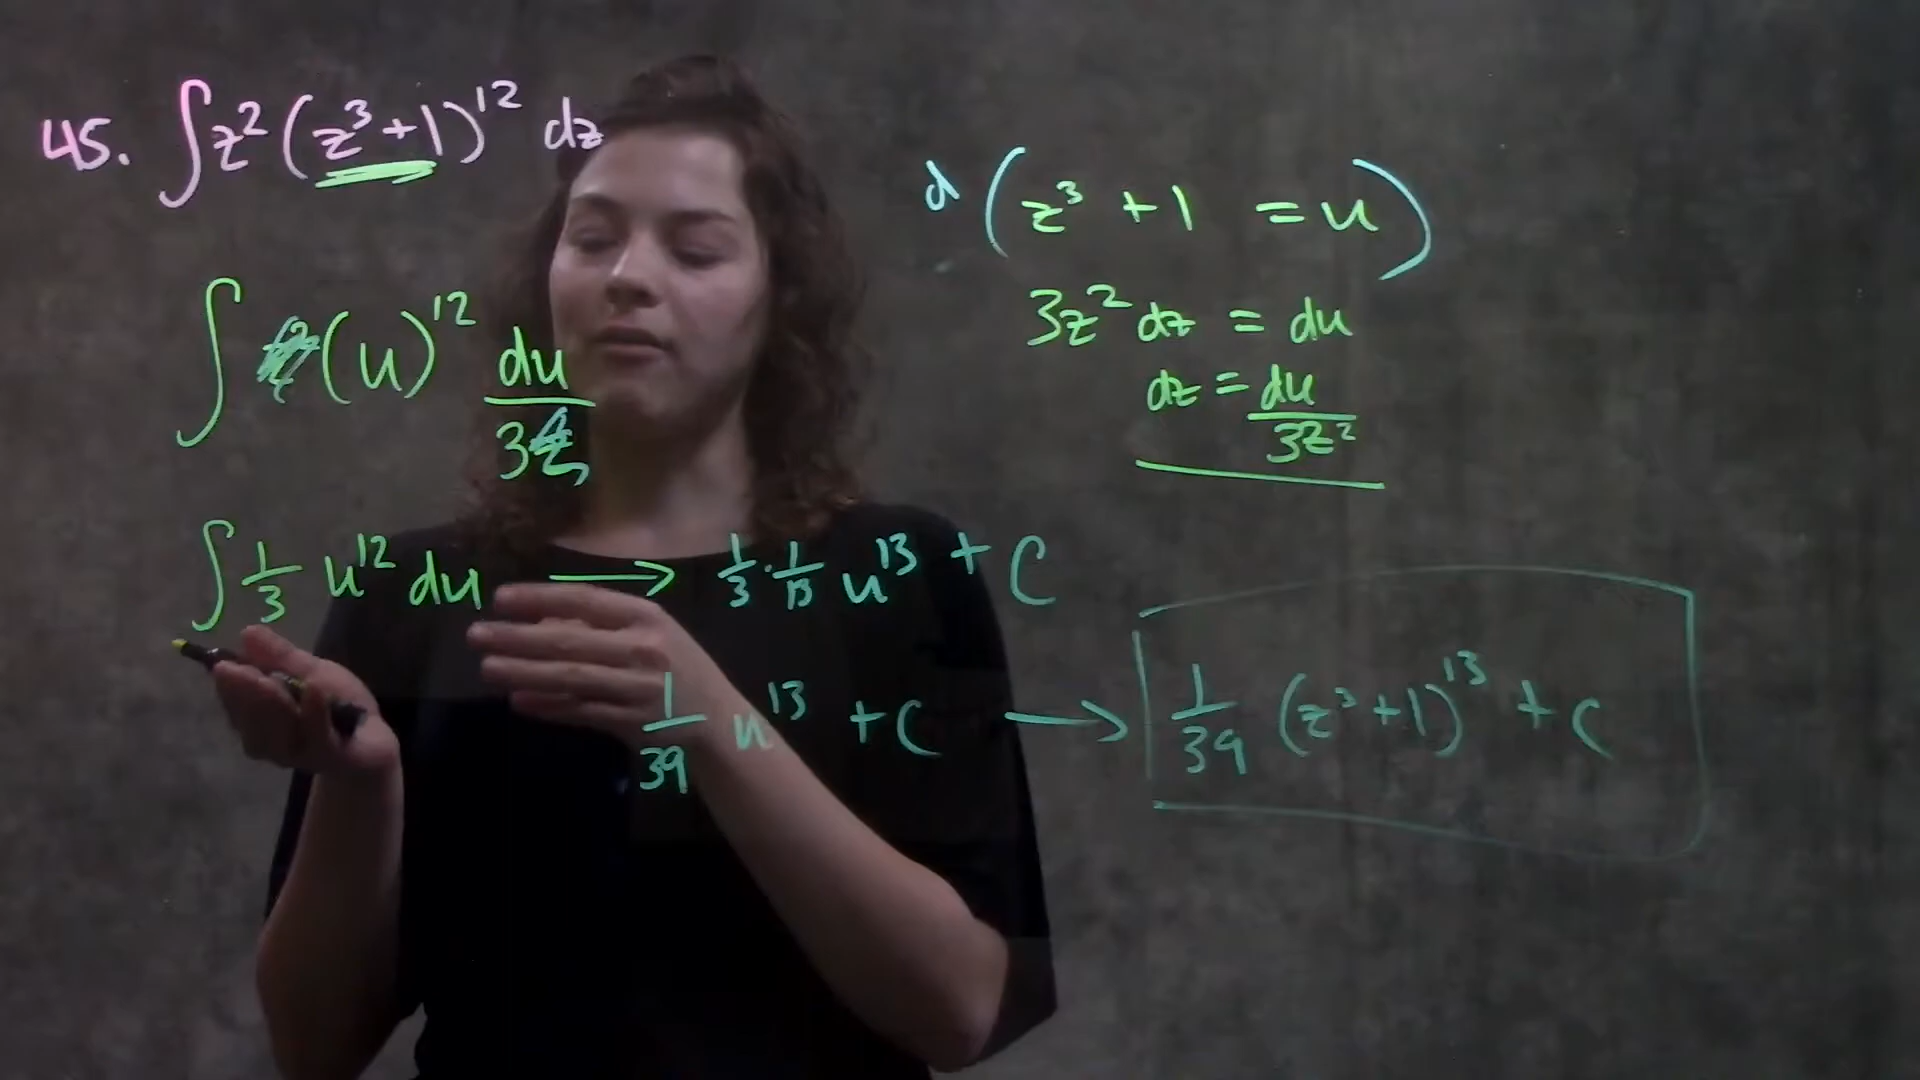 45. ∫z²(z³+1)¹² dz
d(z³+1 = u)
3z² dz = du
dz = du/3z²
∫ (u)¹² du/3
∫ 1/3 u¹² du → 1/3 · 1/13 u¹³ + C
1/39 u¹³ + C → 1/39 (z³+1)¹³ + C